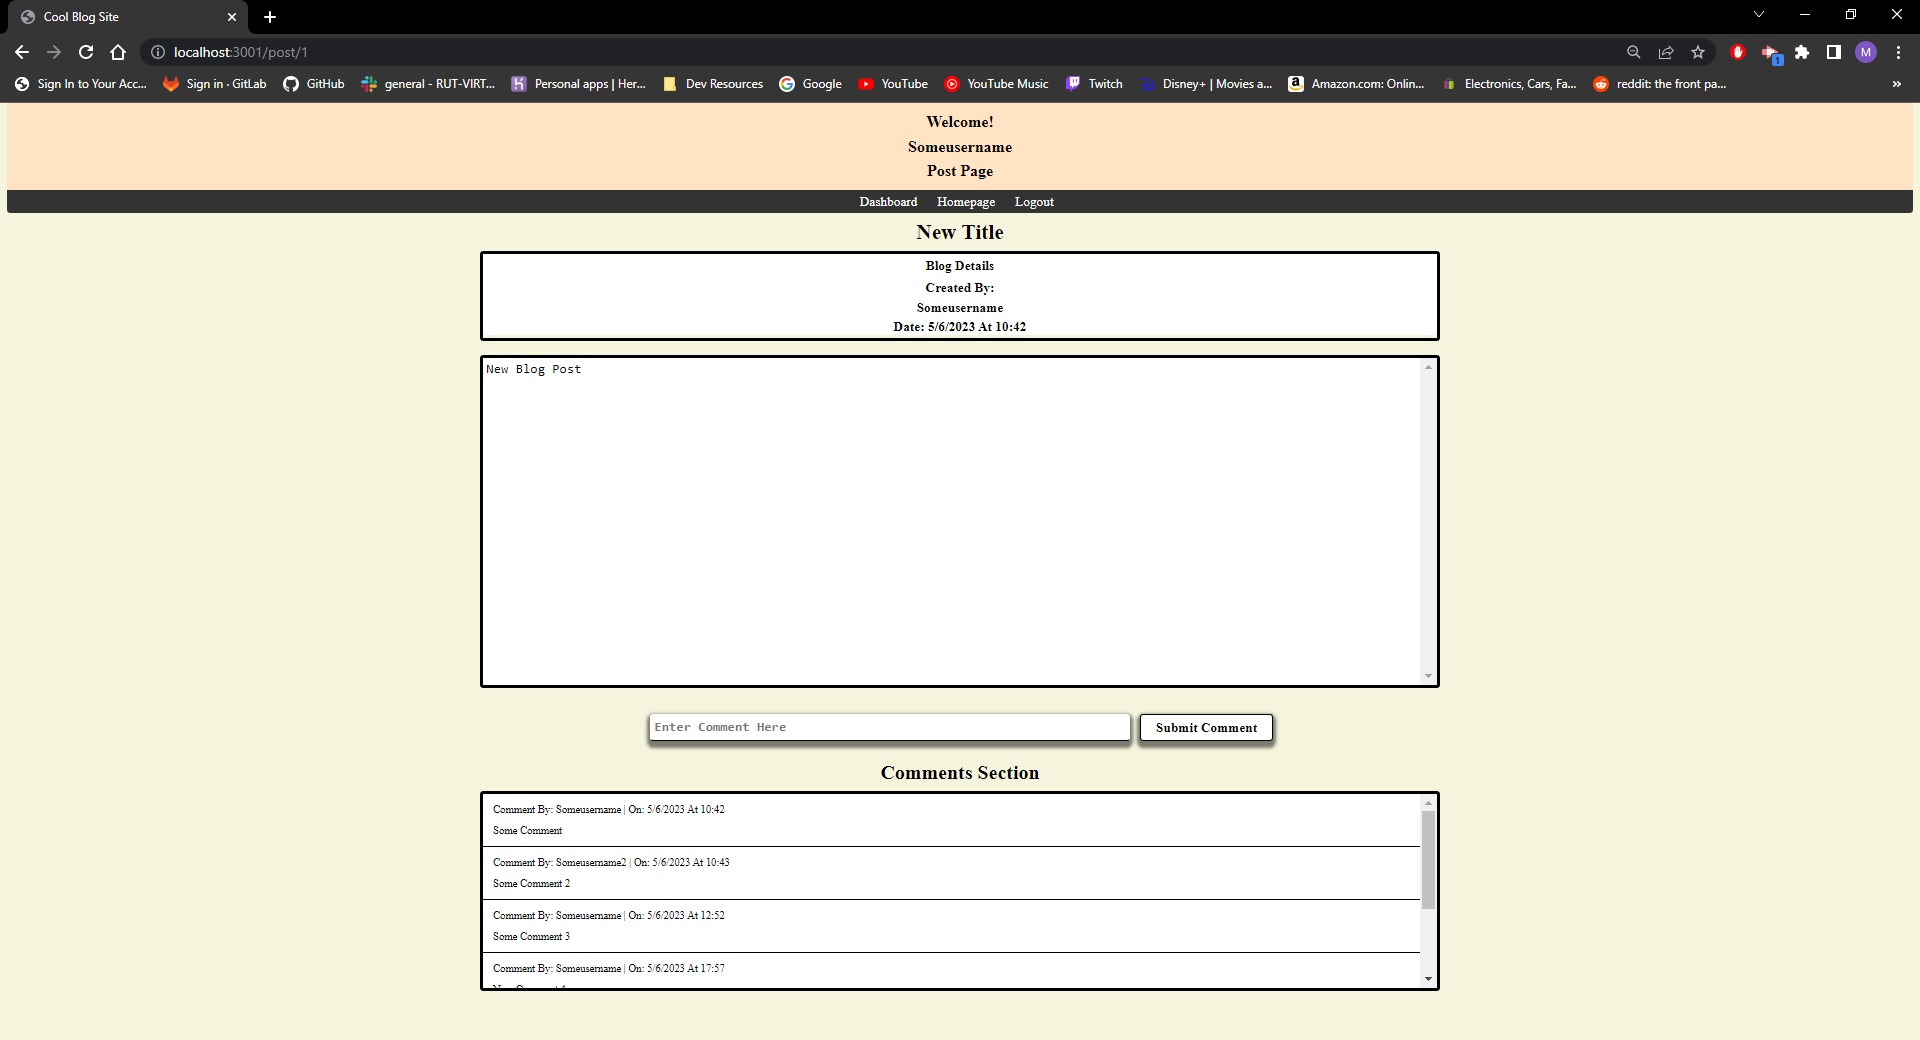 Cool Blog Site
localhost:3001/post/1
M
1
Sign In to Your Acc... Sign in · GitLab GitHub general - RUT-VIRT... Personal apps | Her... Dev Resources Google YouTube YouTube Music Twitch Disney+ | Movies a... Amazon.com: Onlin... Electronics, Cars, Fa... reddit: the front pa... »
Welcome!
Someusername
Post Page
Dashboard Homepage Logout
New Title
Blog Details
Created By:
Someusername
Date: 5/6/2023 At 10:42
New Blog Post
Enter Comment Here Submit Comment
Comments Section
Comment By: Someusername | On: 5/6/2023 At 10:42
Some Comment
Comment By: Someusername2 | On: 5/6/2023 At 10:43
Some Comment 2
Comment By: Someusername | On: 5/6/2023 At 12:52
Some Comment 3
Comment By: Someusername | On: 5/6/2023 At 17:57